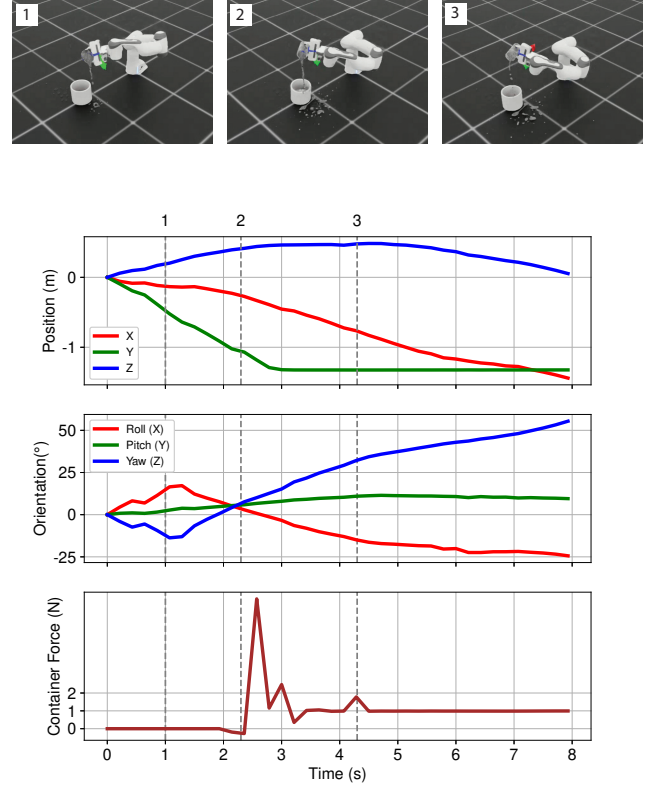 1
2
3
1 2 3
Position (m)
0
-1
X
Y
Z
Orientation(°)
50
25
0
-25
Roll (X)
Pitch (Y)
Yaw (Z)
Container Force (N)
2
1
0
0 1 2 3 4 5 6 7 8
Time (s)